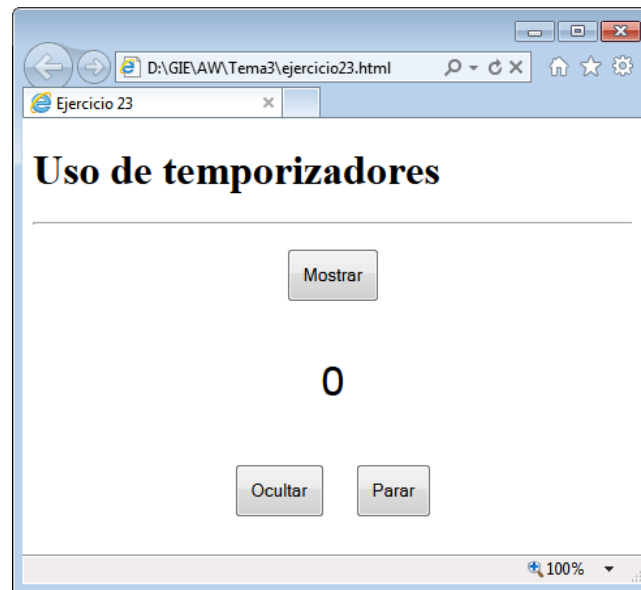 D:\GIE\AW\Tema3\ejercicio23.html
Ejercicio 23
Uso de temporizadores
Mostrar
0
Ocultar Parar
100%